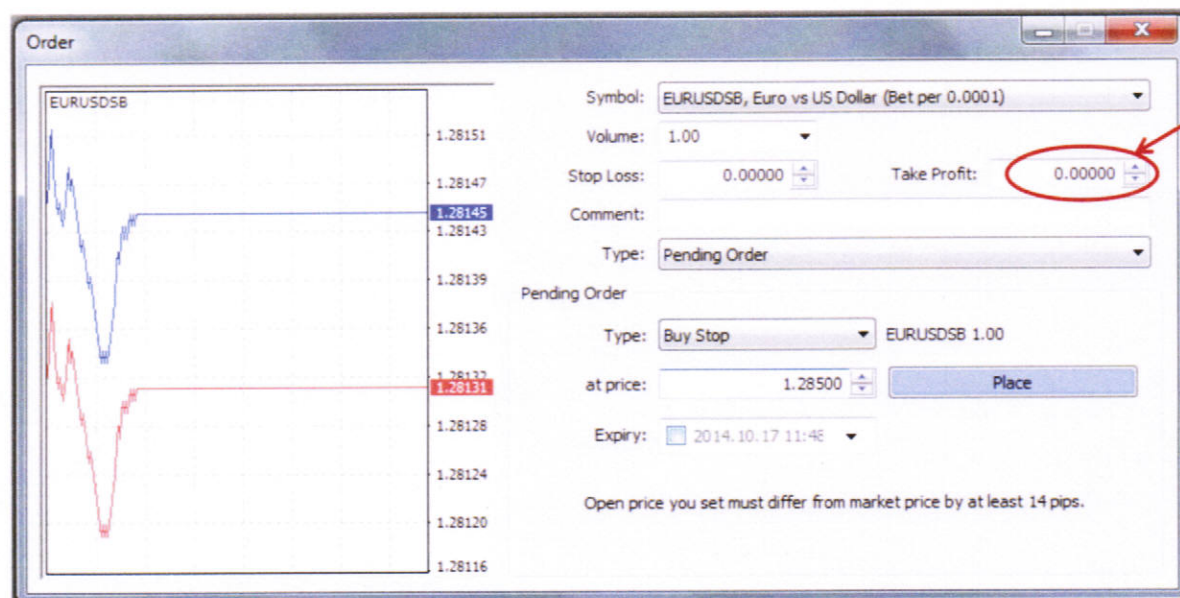 Order
EURUSDSB
1.28151
1.28147
1.28145
1.28143
1.28139
1.28136
1.28132
1.28131
1.28128
1.28124
1.28120
1.28116
Symbol: EURUSDSB, Euro vs US Dollar (Bet per 0.0001)
Volume: 1.00
Stop Loss: 0.00000 Take Profit: 0.00000
Comment:
Type: Pending Order
Pending Order
Type: Buy Stop EURUSDSB 1.00
at price: 1.28500 Place
Expiry: 2014.10.17 11:48
Open price you set must differ from market price by at least 14 pips.